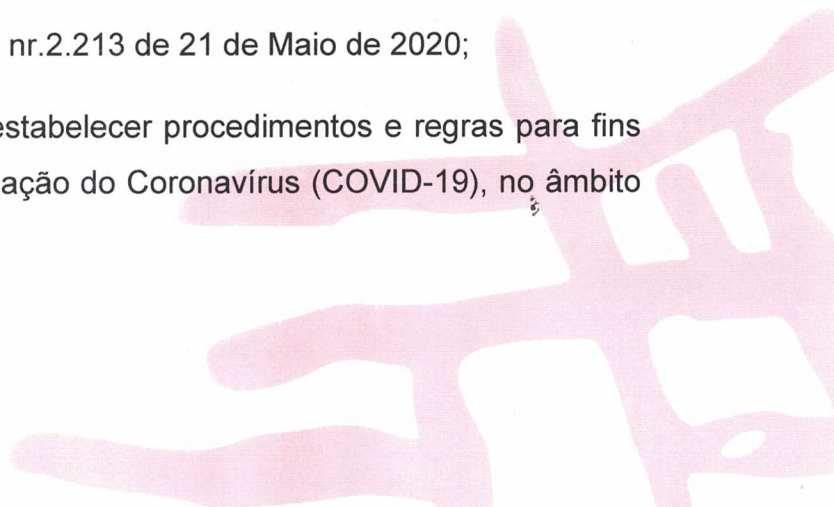 nr.2.213 de 21 de Maio de 2020;
estabelecer procedimentos e regras para fins
ação do Coronavírus (COVID-19), no âmbito